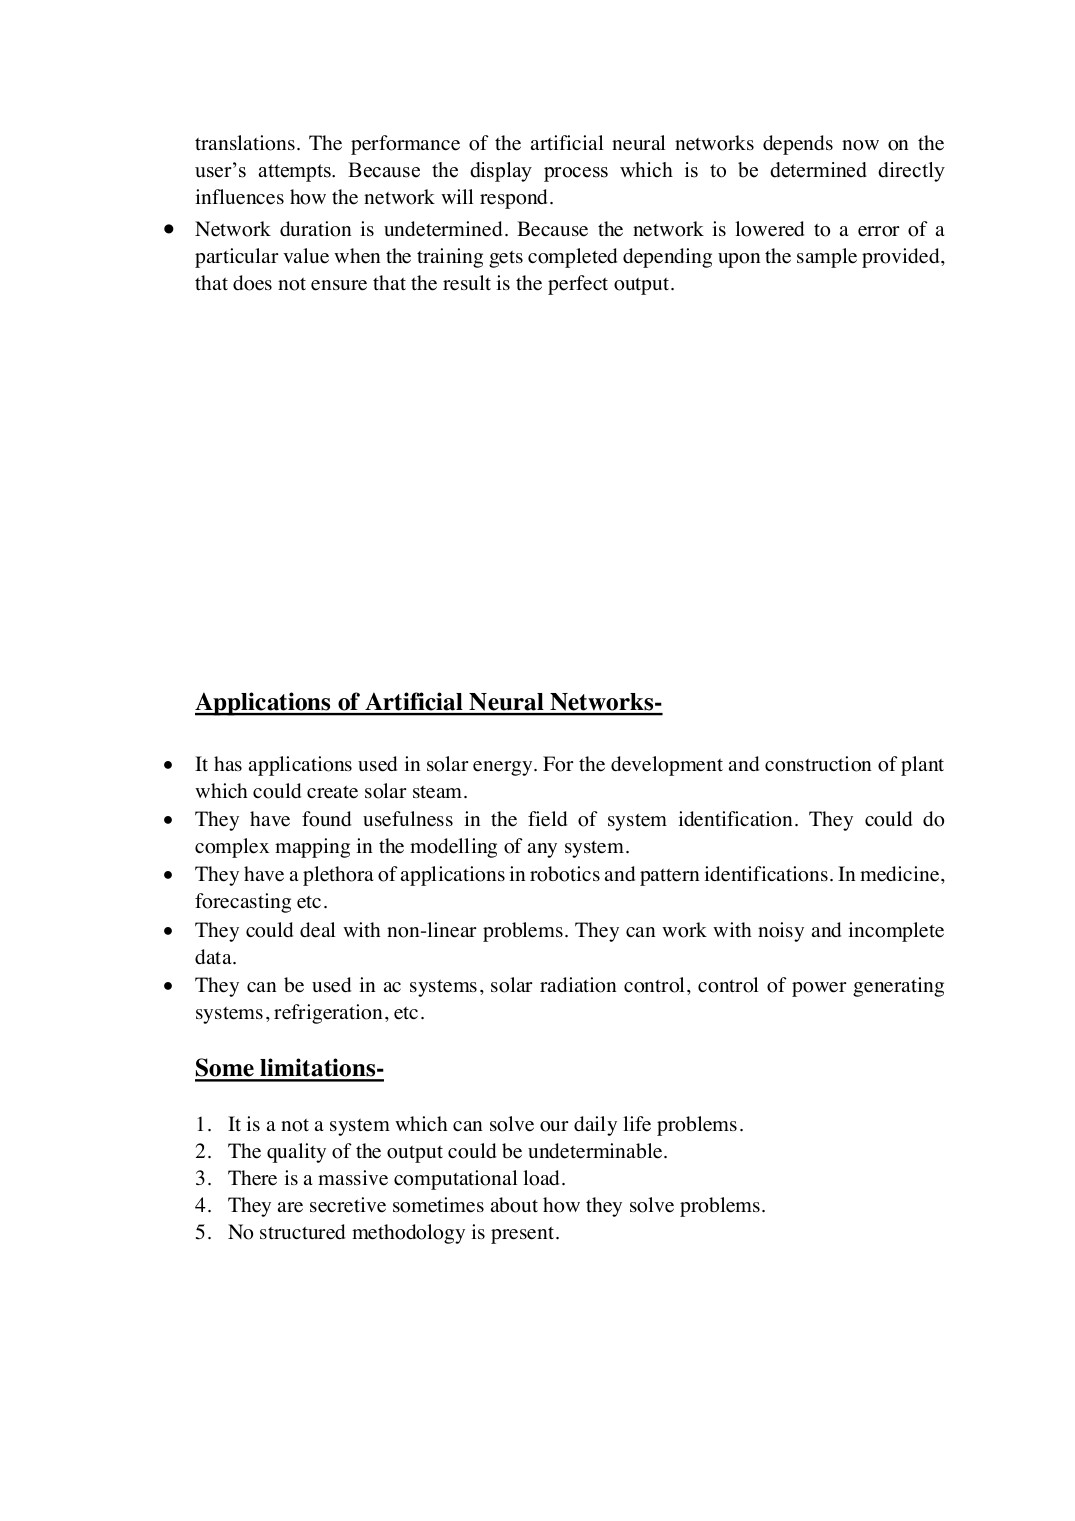 translations. The performance of the artificial neural networks depends now on the
user’s attempts. Because the display process which is to be determined directly
influences how the network will respond.
• Network duration is undetermined. Because the network is lowered to a error of a
particular value when the training gets completed depending upon the sample provided,
that does not ensure that the result is the perfect output.
Applications of Artificial Neural Networks-
• It has applications used in solar energy. For the development and construction of plant
which could create solar steam.
• They have found usefulness in the field of system identification. They could do
complex mapping in the modelling of any system.
• They have a plethora of applications in robotics and pattern identifications. In medicine,
forecasting etc.
• They could deal with non-linear problems. They can work with noisy and incomplete
data.
• They can be used in ac systems, solar radiation control, control of power generating
systems, refrigeration, etc.
Some limitations-
1. It is a not a system which can solve our daily life problems.
2. The quality of the output could be undeterminable.
3. There is a massive computational load.
4. They are secretive sometimes about how they solve problems.
5. No structured methodology is present.